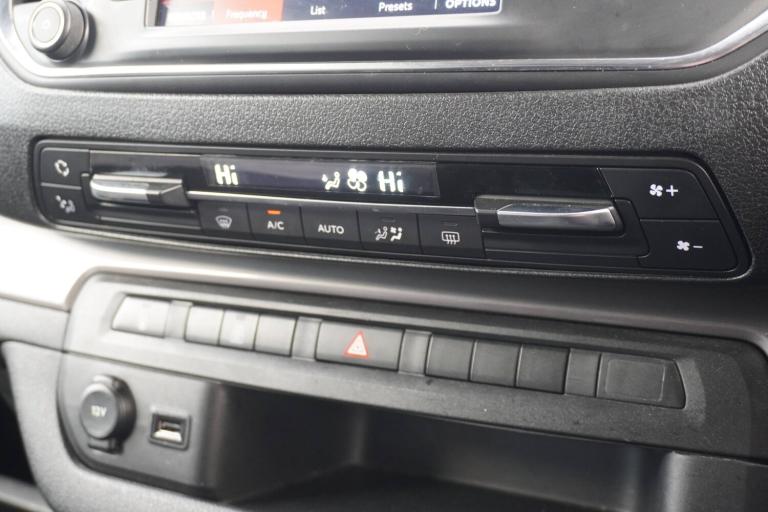 Frequency List Presets OPTIONS
Hi Hi
+
A/C AUTO
-
12V